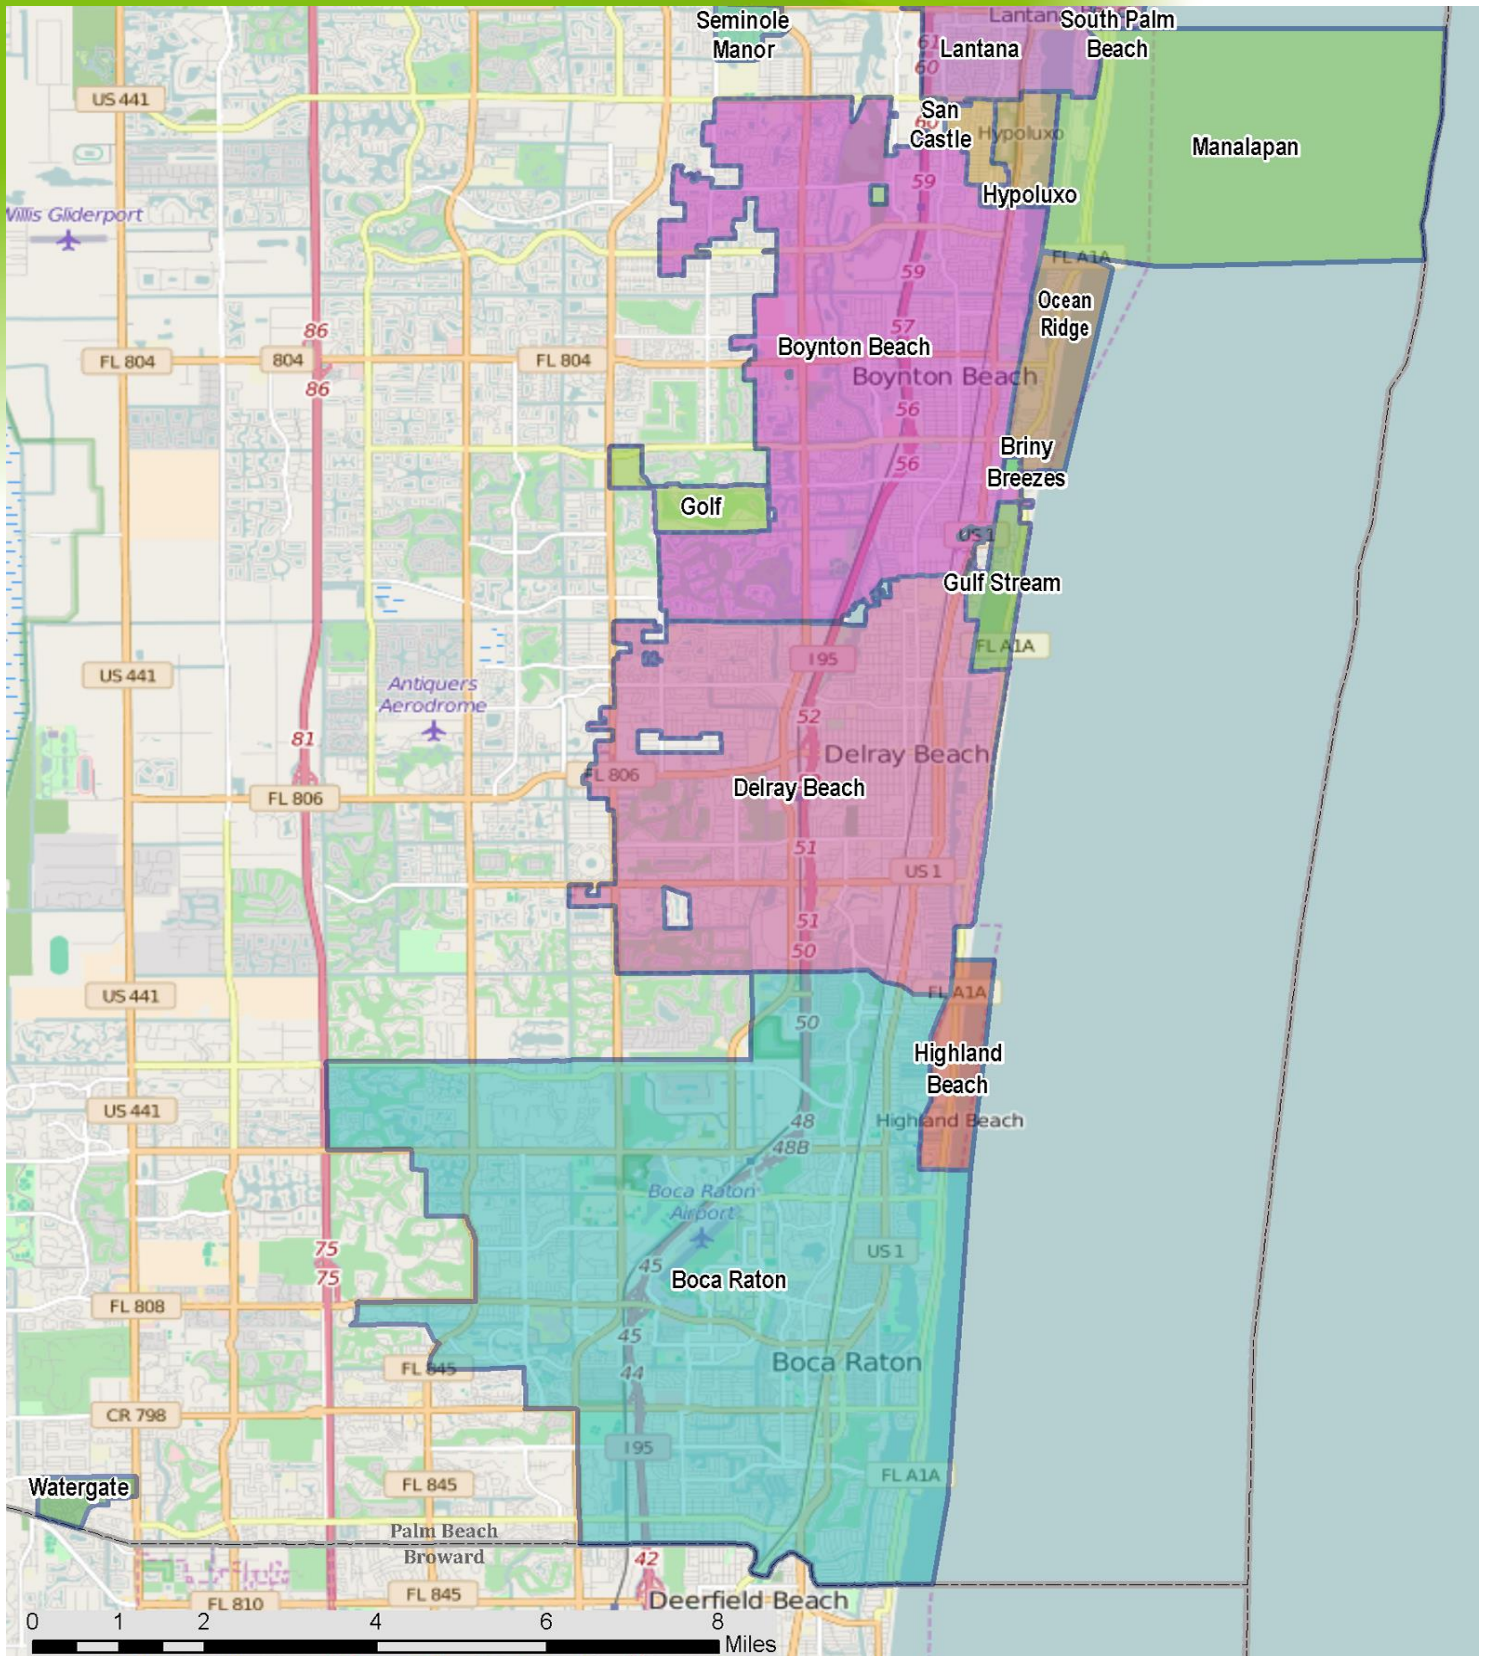 Seminole
Manor
Lantana
South Palm
Beach
61
Lantana
60
US 441
San
Castle
60
Hypoluxo
Manalapan
59
Hypoluxo
Willis Gliderport
FL A1A
59
Ocean
Ridge
86
57
Boynton Beach
FL 804
804
FL 804
Boynton Beach
86
56
Briny
Breezes
56
Golf
US 1
Gulf Stream
FL A1A
I 95
US 441
Antiquers
Aerodrome
52
81
Delray Beach
FL 806
Delray Beach
FL 806
51
US 1
51
50
US 441
FL A1A
50
Highland
Beach
US 441
48
Highland Beach
48B
Boca Raton
Airport
75
US 1
75
45
Boca Raton
FL 808
45
Boca Raton
FL 845
44
CR 798
I 95
FL A1A
Watergate
FL 845
Palm Beach
Broward
42
FL 845
Deerfield Beach
FL 810
0 1 2 4 6 8
Miles